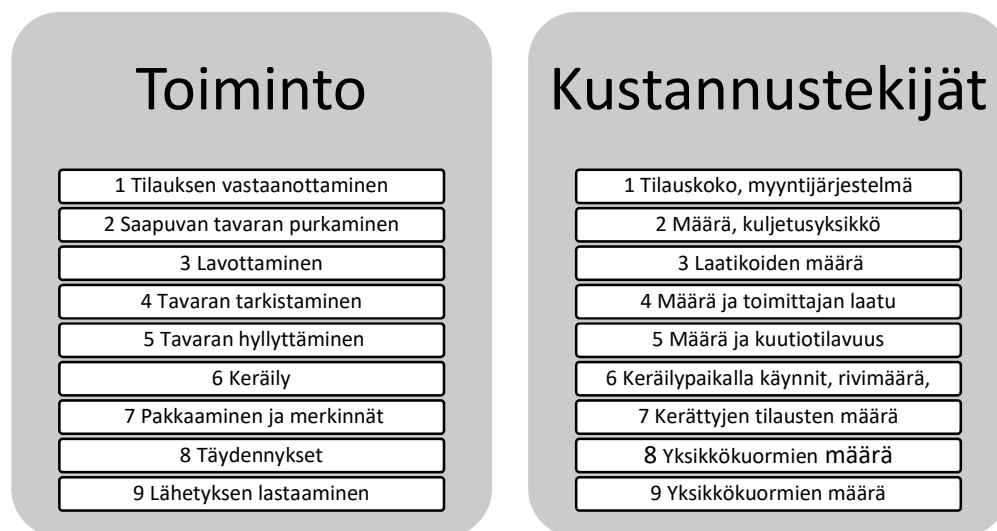 Toiminto
1 Tilauksen vastaanottaminen
2 Saapuvan tavaran purkaminen
3 Lavottaminen
4 Tavaran tarkistaminen
5 Tavaran hyllyttäminen
6 Keräily
7 Pakkaaminen ja merkinnät
8 Täydennykset
9 Lähetyksen lastaaminen
Kustannustekijät
1 Tilauskoko, myyntijärjestelmä
2 Määrä, kuljetusyksikkö
3 Laatikoiden määrä
4 Määrä ja toimittajan laatu
5 Määrä ja kuutiotilavuus
6 Keräilypaikalla käynnit, rivimäärä,
7 Kerättyjen tilausten määrä
8 Yksikkökuormien määrä
9 Yksikkökuormien määrä